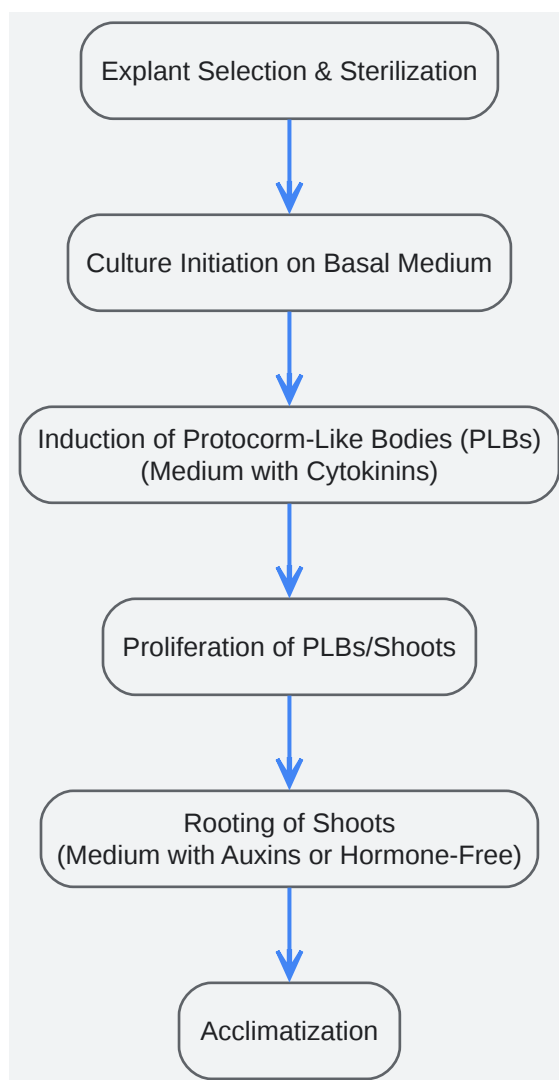 Explant Selection & Sterilization
Culture Initiation on Basal Medium
Induction of Protocorm-Like Bodies (PLBs)
(Medium with Cytokinins)
Proliferation of PLBs/Shoots
Rooting of Shoots
(Medium with Auxins or Hormone-Free)
Acclimatization